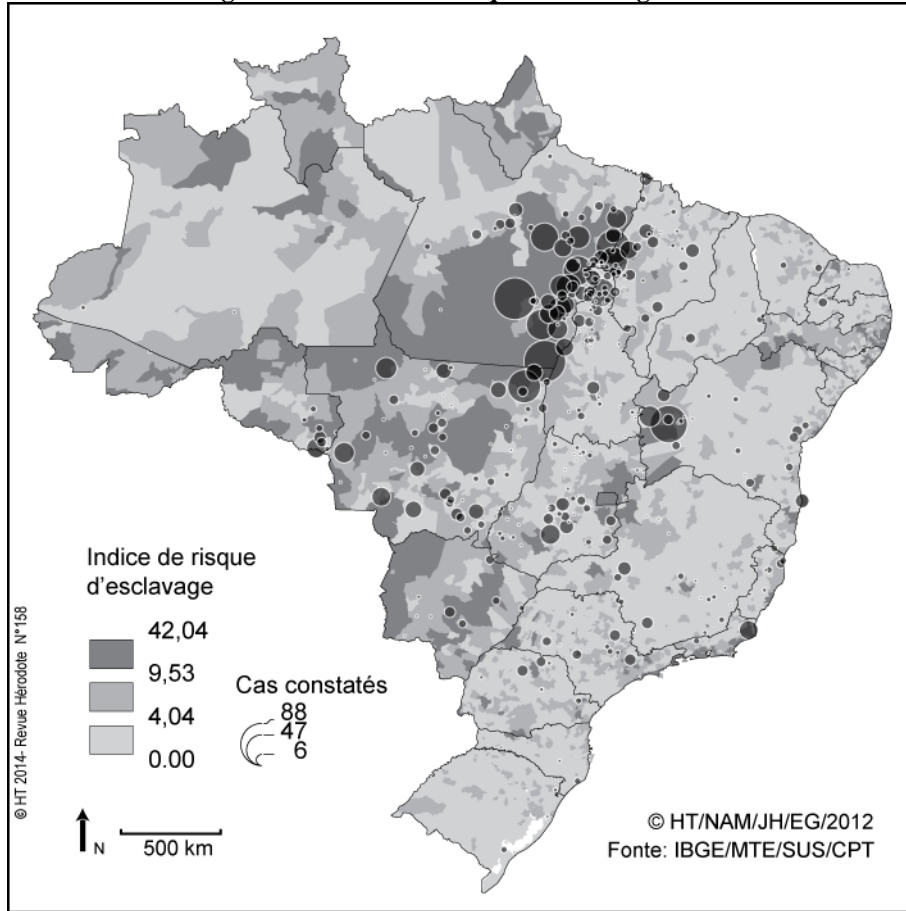 Indice de risque
d'esclavage
42,04
9,53
4,04
0.00
Cas constatés
88
47
6
© HT 2014- Revue Hérodote N°158
N
500 km
© HT/NAM/JH/EG/2012
Fonte: IBGE/MTE/SUS/CPT